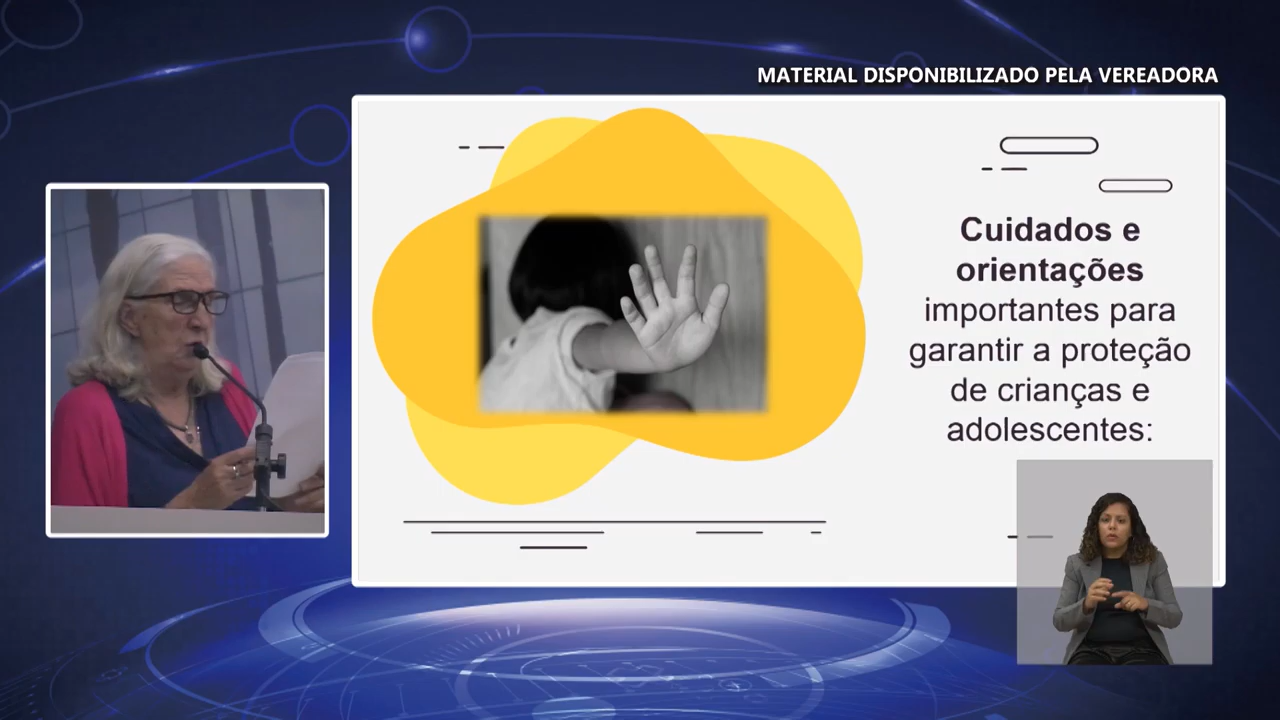 MATERIAL DISPONIBILIZADO PELA VEREADORA
Cuidados e
orientações
importantes para
garantir a proteção
de crianças e
adolescentes: